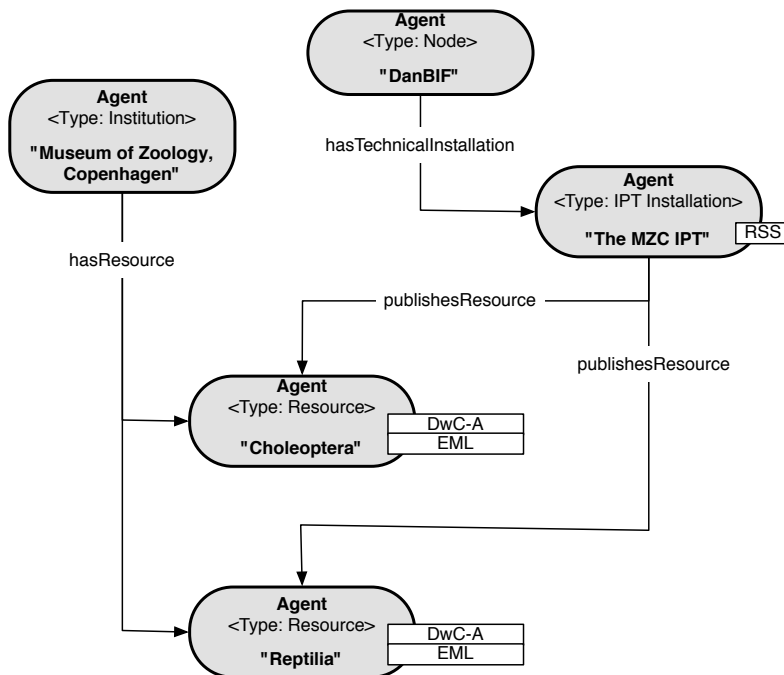 Agent
<Type: Node>
"DanBIF"
Agent
<Type: Institution>
"Museum of Zoology,
Copenhagen"
hasTechnicalInstallation
Agent
<Type: IPT Installation>
"The MZC IPT"
RSS
hasResource
publishesResource
publishesResource
Agent
<Type: Resource>
"Choleoptera"
DwC-A
EML
Agent
<Type: Resource>
"Reptilia"
DwC-A
EML